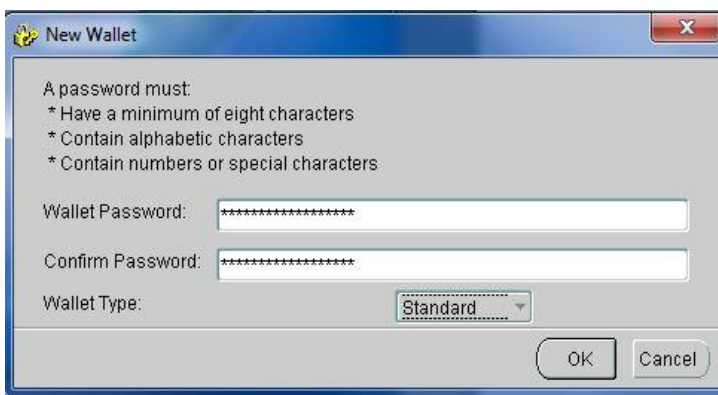 New Wallet
A password must:
* Have a minimum of eight characters
* Contain alphabetic characters
* Contain numbers or special characters
Wallet Password: ******************
Confirm Password: ******************
Wallet Type: Standard
OK Cancel